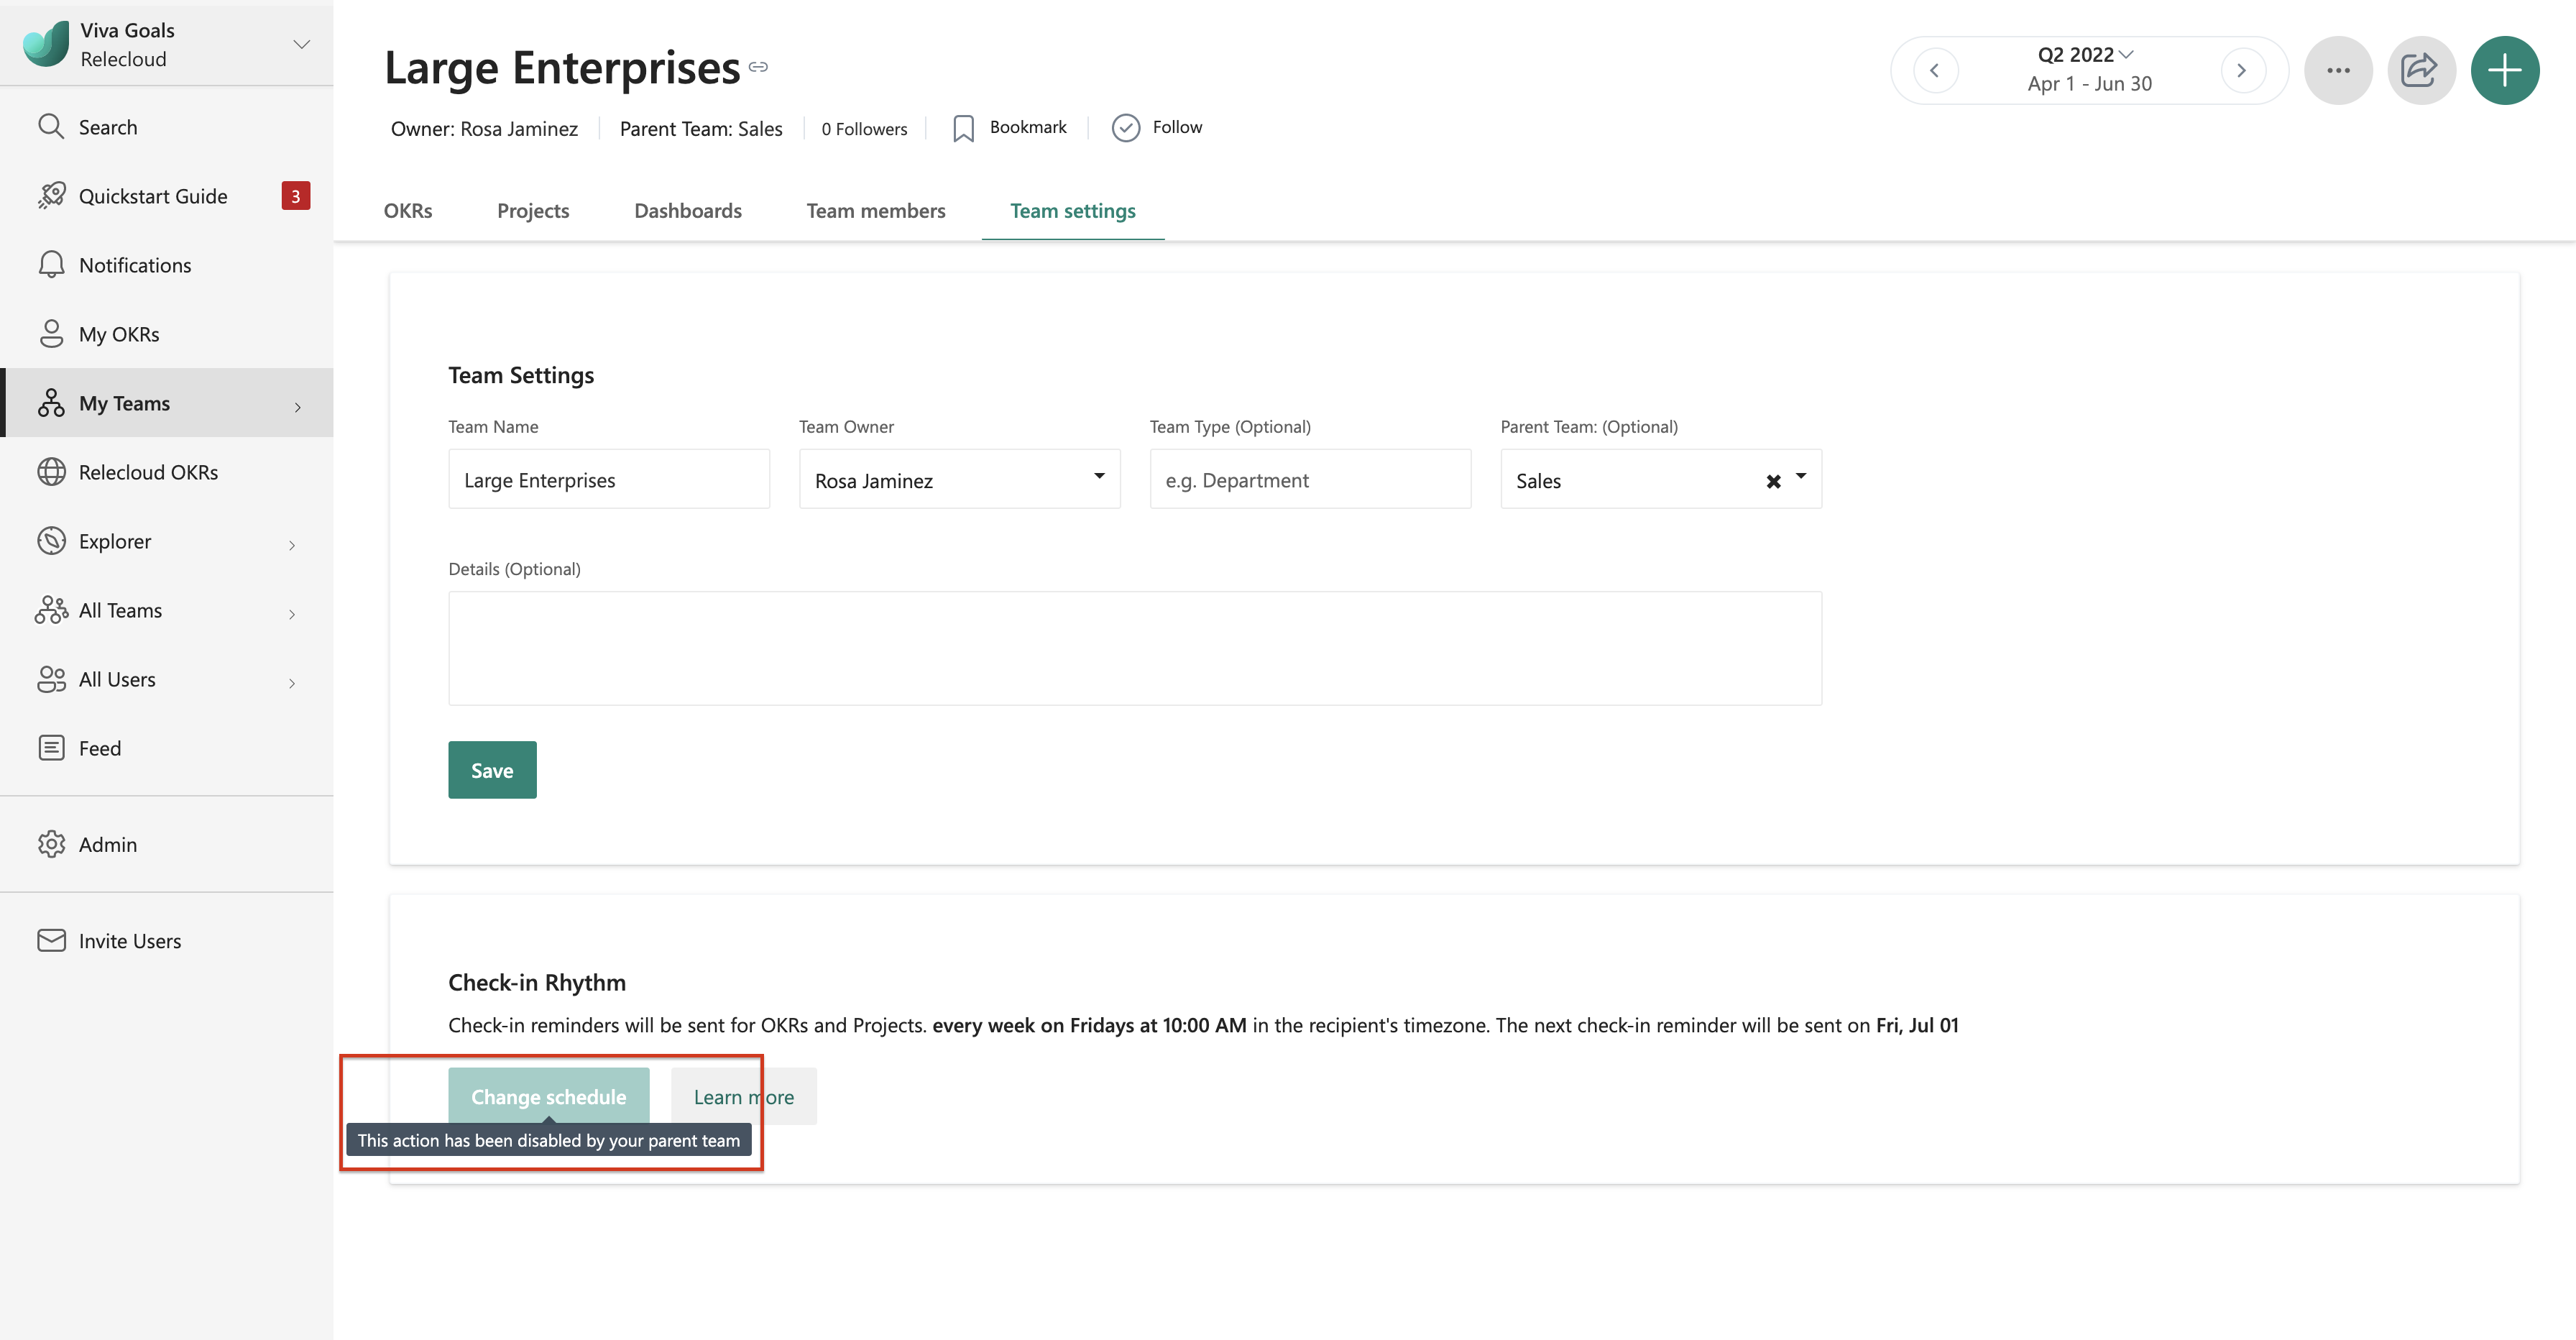 Viva Goals
Relecloud
Search
Quickstart Guide 3
Notifications
My OKRs
My Teams
Relecloud OKRs
Explorer
All Teams
All Users
Feed
Admin
Invite Users
Large Enterprises
Q2 2022
Apr 1 - Jun 30
Owner: Rosa Jaminez Parent Team: Sales 0 Followers Bookmark Follow
OKRs Projects Dashboards Team members Team settings
Team Settings
Team Name Team Owner Team Type (Optional) Parent Team: (Optional)
Large Enterprises Rosa Jaminez e.g. Department Sales
Details (Optional)
Save
Check-in Rhythm
Check-in reminders will be sent for OKRs and Projects. every week on Fridays at 10:00 AM in the recipient's timezone. The next check-in reminder will be sent on Fri, Jul 01
Change schedule Learn more
This action has been disabled by your parent team